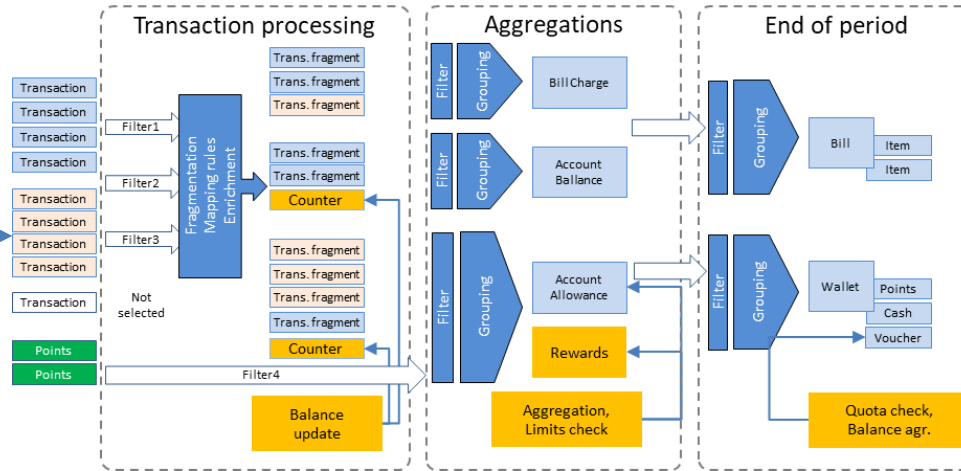 Transaction processing
Aggregations
End of period
Transaction
Transaction
Transaction
Transaction
Transaction
Transaction
Transaction
Transaction
Transaction
Points
Points
Filter1
Filter2
Filter3
Not
selected
Filter4
Fragmentation
Mapping rules
Enrichment
Trans. fragment
Trans. fragment
Trans. fragment
Trans. fragment
Trans. fragment
Counter
Trans. fragment
Trans. fragment
Trans. fragment
Trans. fragment
Counter
Balance
update
Filter
Grouping
Bill Charge
Filter
Grouping
Account
Ballance
Filter
Grouping
Account
Allowance
Rewards
Aggregation,
Limits check
Filter
Grouping
Bill
Item
Item
Filter
Grouping
Wallet
Points
Cash
Voucher
Quota check,
Balance agr.